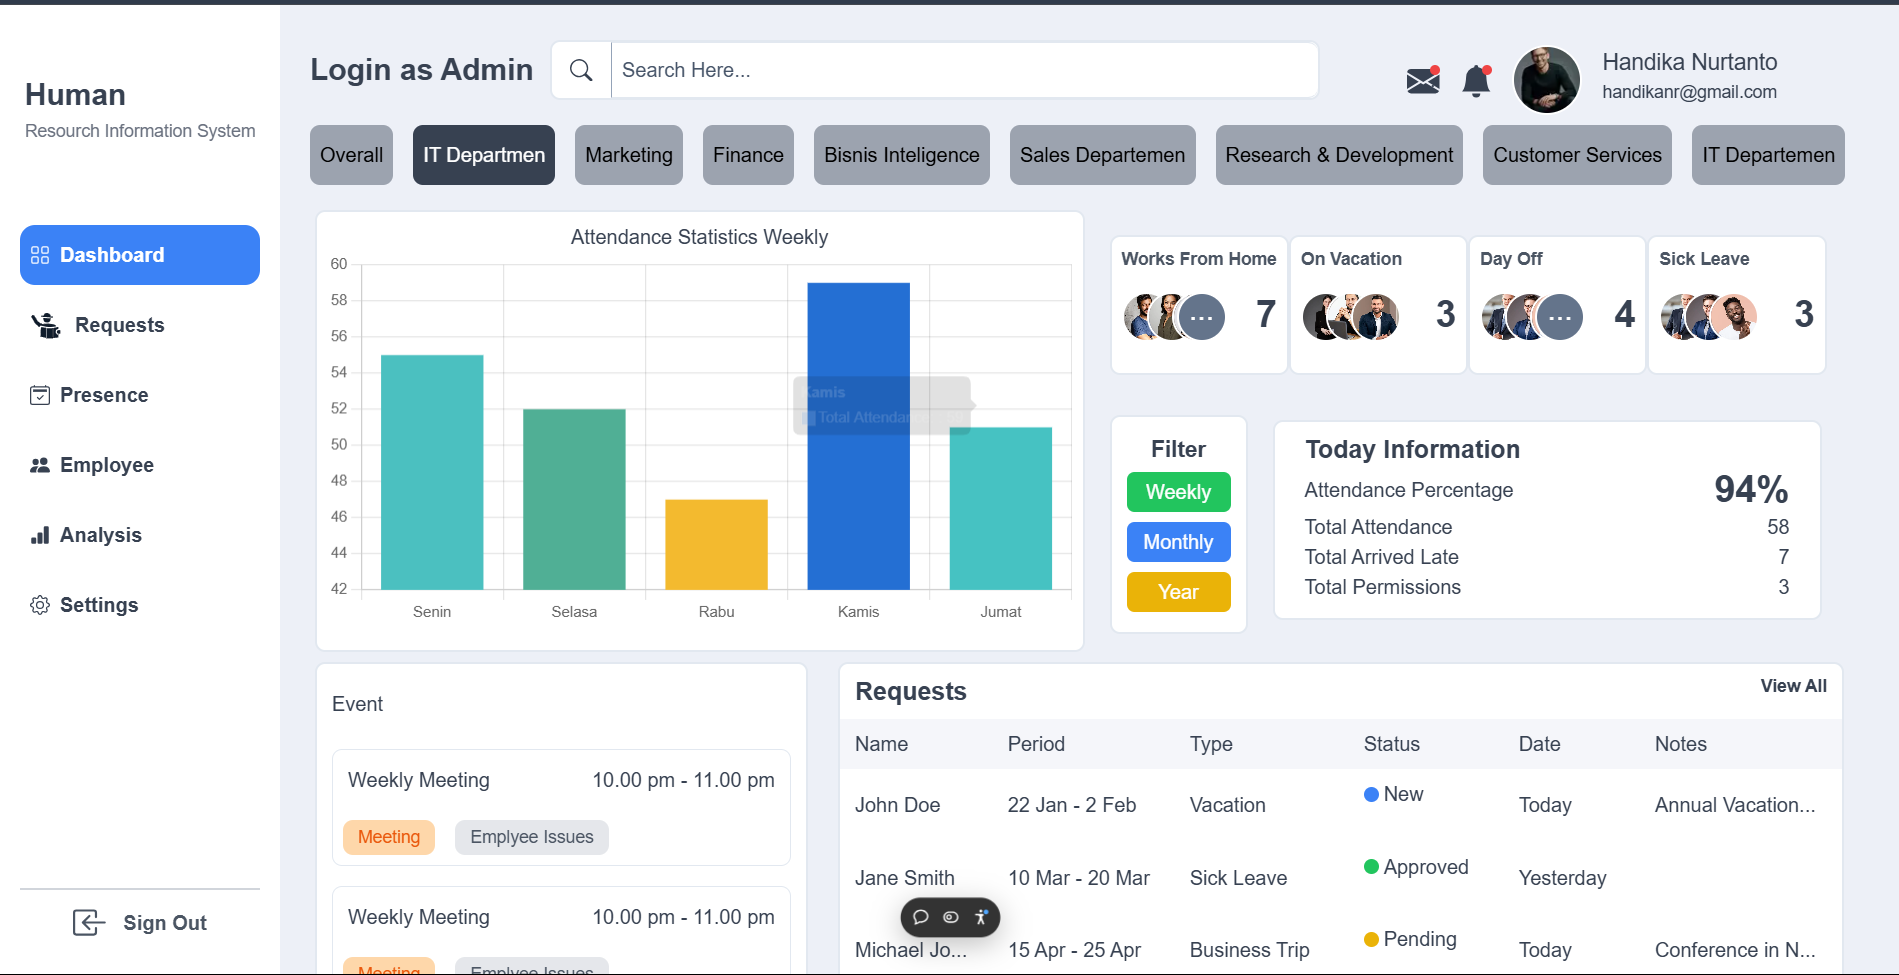 Human
Resourch Information System
Dashboard
Requests
Presence
Employee
Analysis
Settings
Sign Out
Login as Admin
Search Here...
Handika Nurtanto
handikanr@gmail.com
Overall
IT Departmen
Marketing
Finance
Bisnis Inteligence
Sales Departemen
Research & Development
Customer Services
IT Departemen
Attendance Statistics Weekly
60
58
56
54
52
50
48
46
44
42
Kamis
Total Attendance
Senin
Selasa
Rabu
Kamis
Jumat
Works From Home
7
On Vacation
3
Day Off
4
Sick Leave
3
Filter
Weekly
Monthly
Year
Today Information
Attendance Percentage 94%
Total Attendance 58
Total Arrived Late 7
Total Permissions 3
Event
Weekly Meeting 10.00 pm - 11.00 pm
Meeting Emplyee Issues
Weekly Meeting 10.00 pm - 11.00 pm
Meeting Emplyee Issues
Requests View All
Name Period Type Status Date Notes
John Doe 22 Jan - 2 Feb Vacation New Today Annual Vacation...
Jane Smith 10 Mar - 20 Mar Sick Leave Approved Yesterday
Michael Jo... 15 Apr - 25 Apr Business Trip Pending Today Conference in N...